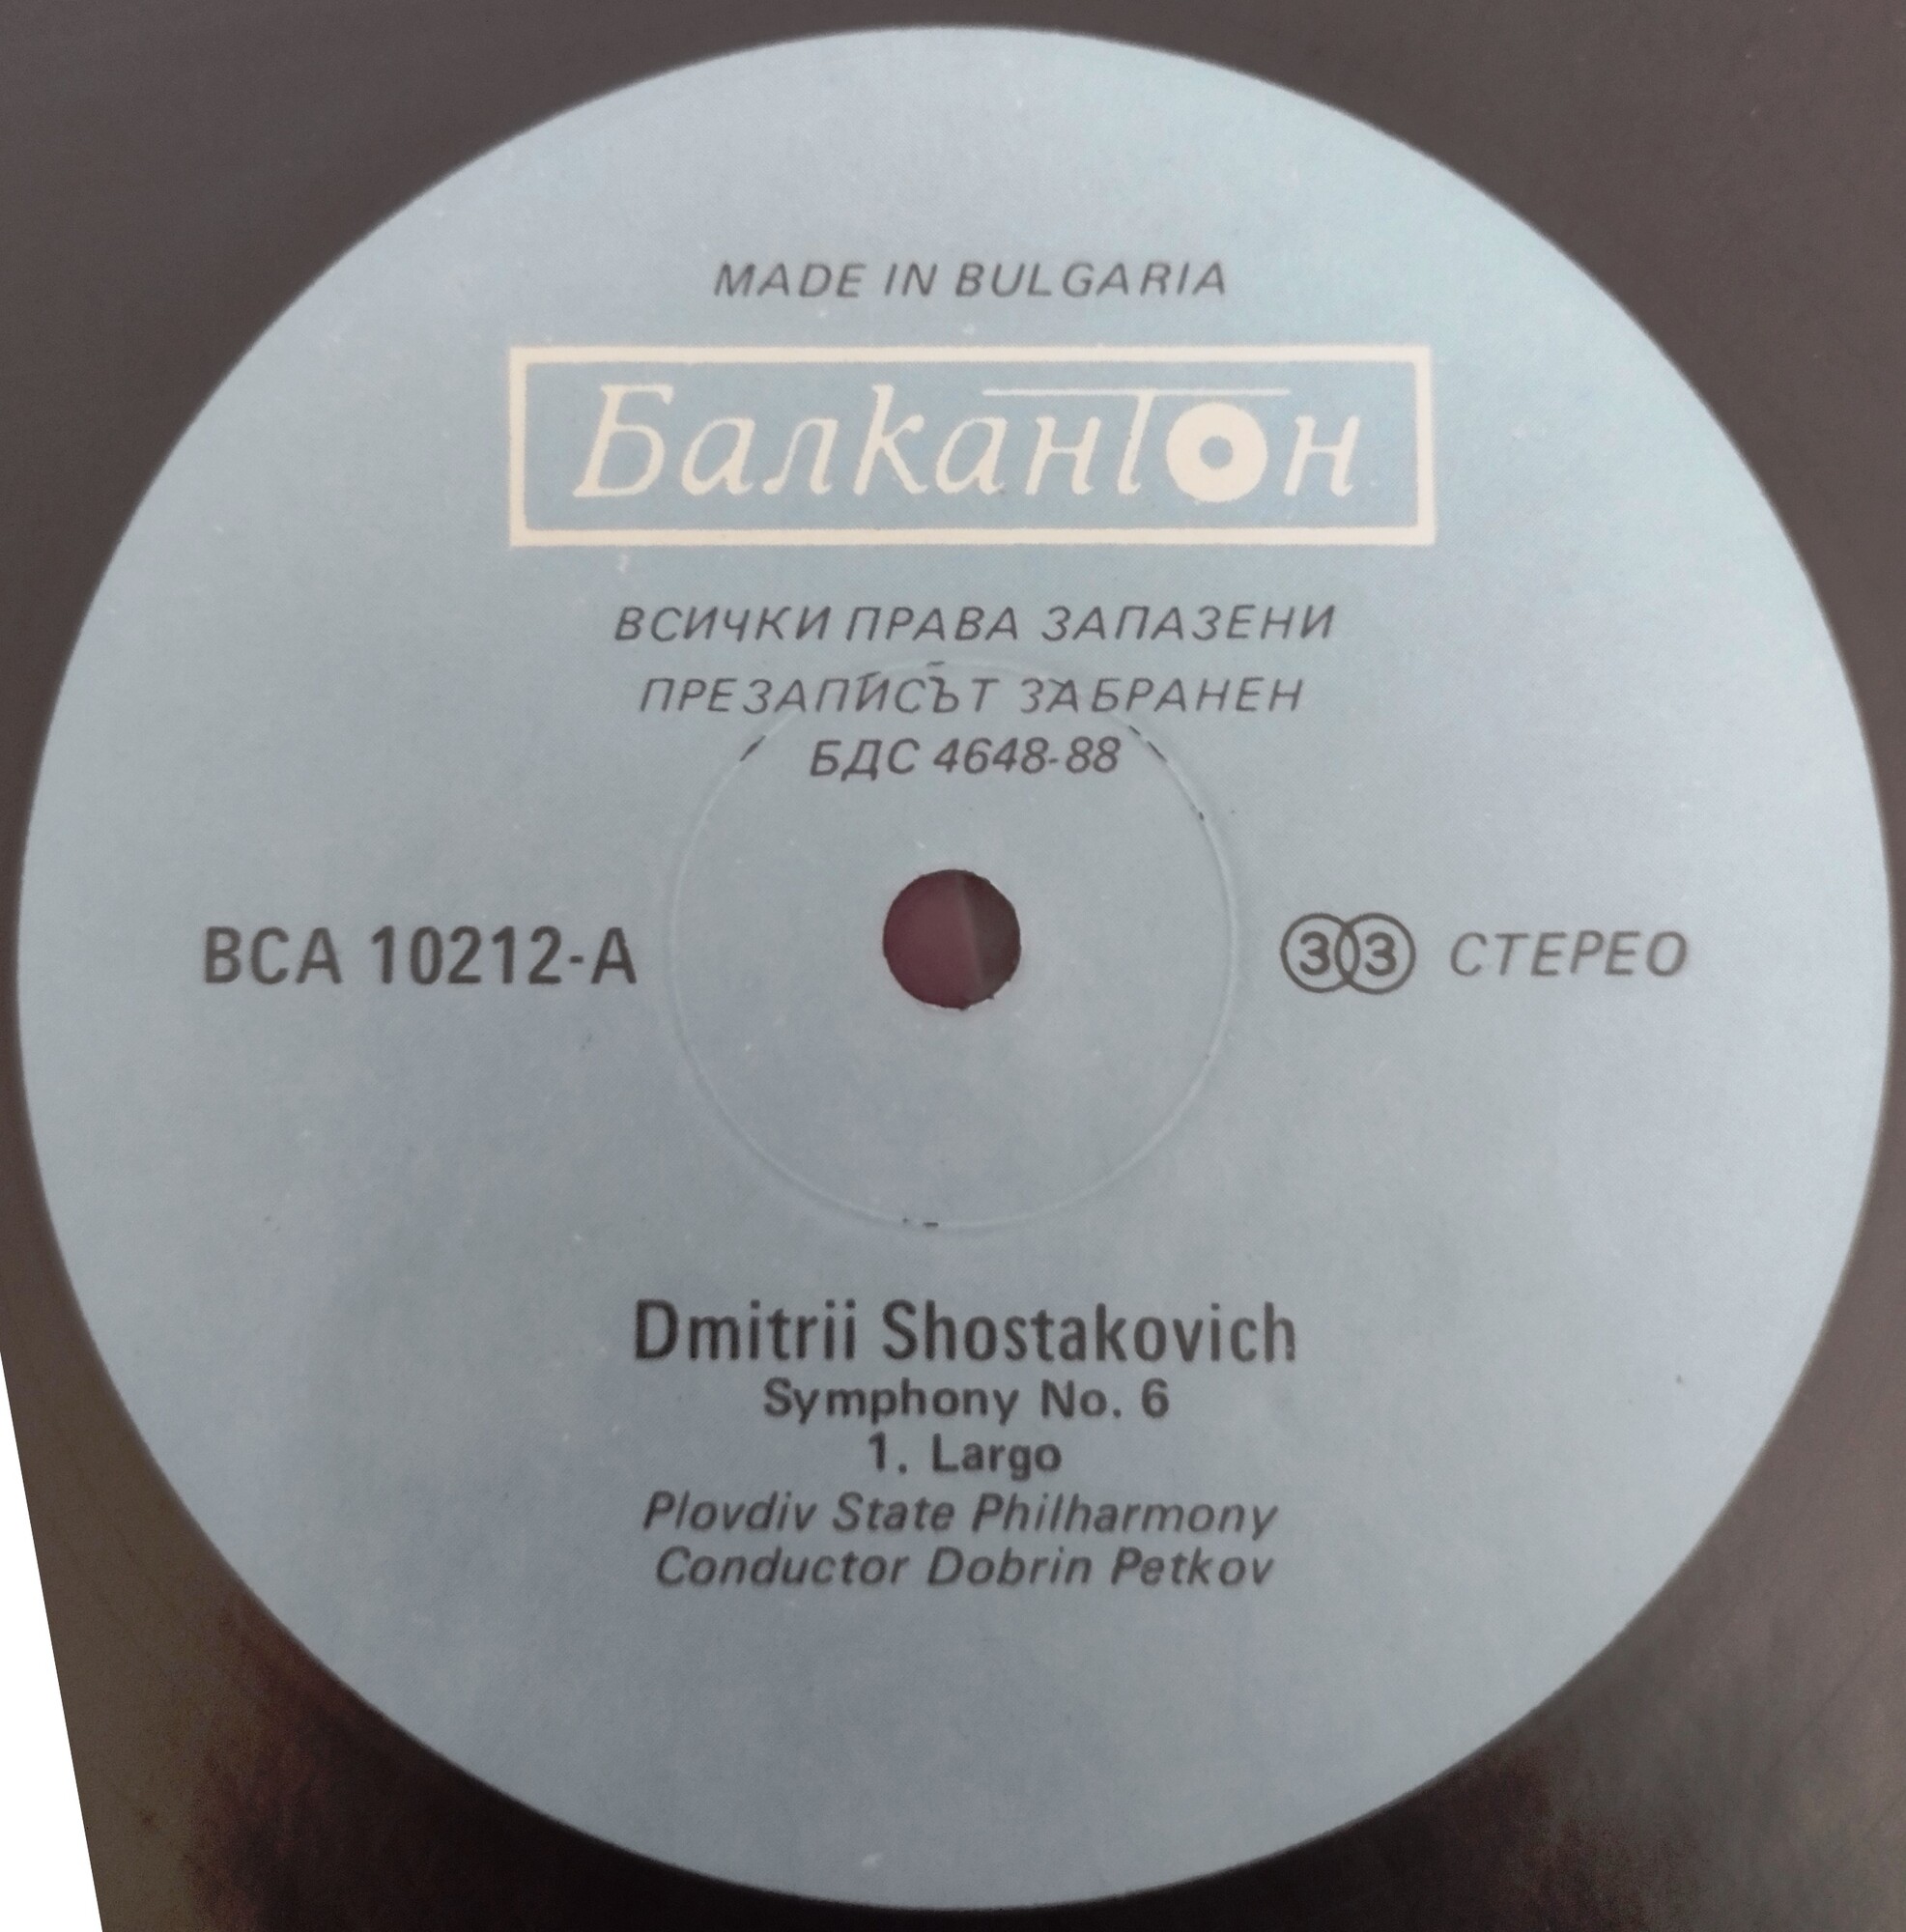 MADE IN BULGARIA
Балкантон
ВСИЧКИ ПРАВА ЗАПАЗЕНИ
ПРЕЗАПИСЪТ ЗАБРАНЕН
БДС 4648-88
ВСА 10212-А
33 СТЕРЕО
Dmitrii Shostakovich
Symphony No. 6
1. Largo
Plovdiv State Philharmony
Conductor Dobrin Petkov